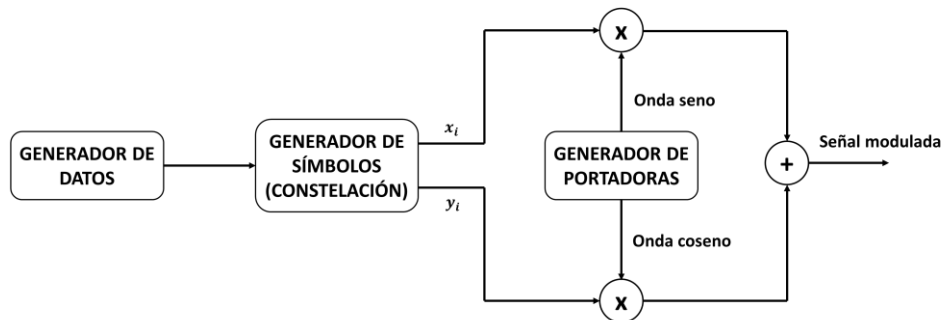 GENERADOR DE
DATOS
GENERADOR DE
SÍMBOLOS
(CONSTELACIÓN)
x_i
y_i
X
Onda seno
GENERADOR DE
PORTADORAS
Onda coseno
X
+
Señal modulada